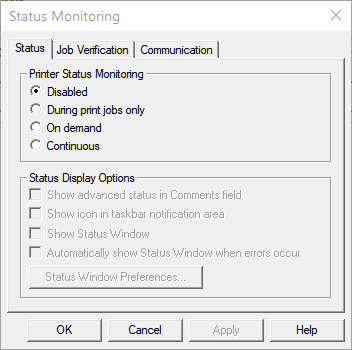 Status Monitoring
Status Job Verification Communication
Printer Status Monitoring
Disabled
During print jobs only
On demand
Continuous
Status Display Options
Show advanced status in Comments field
Show icon in taskbar notification area
Show Status Window
Automatically show Status Window when errors occur
Status Window Preferences...
OK Cancel Apply Help